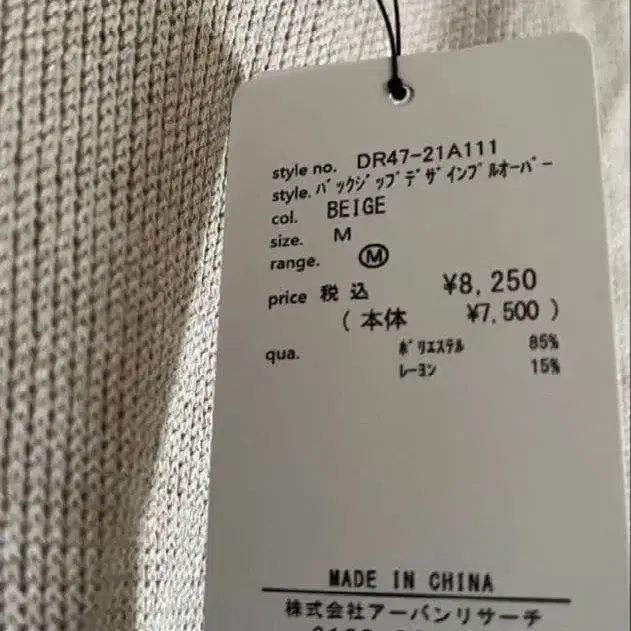 style no. DR47-21A111
style. ﾊﾞｯｸｼﾞｯﾌﾟﾃﾞｻﾞｲﾝﾌﾟﾙｵｰﾊﾞｰ
col. BEIGE
size. M
range. Ⓜ
price 税込 ¥8,250
(本体 ¥7,500)
qua. ﾎﾟﾘｴｽﾃﾙ 85%
ﾚｰﾖﾝ 15%
MADE IN CHINA
株式会社アーバンリサーチ